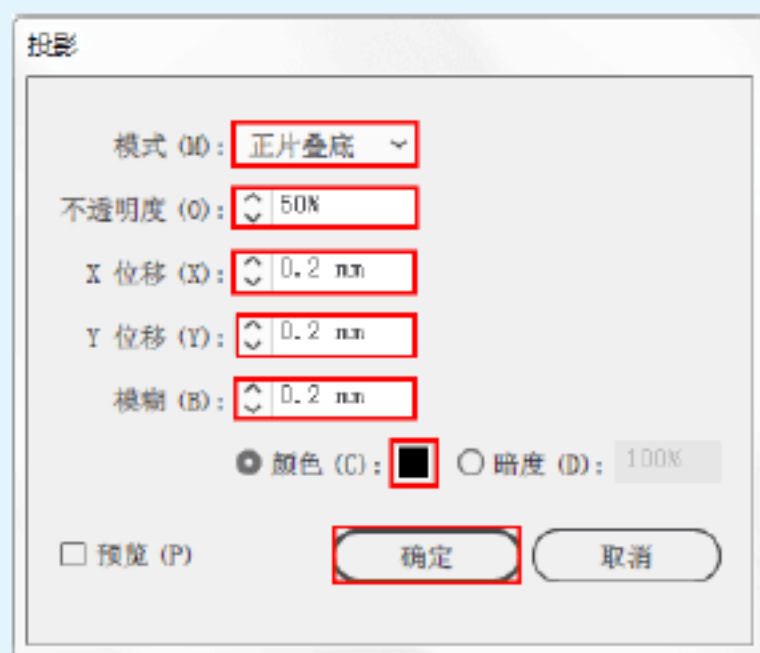 投影
模式 (M): 正片叠底
不透明度 (O): 50%
X 位移 (X): 0.2 mm
Y 位移 (Y): 0.2 mm
模糊 (B): 0.2 mm
颜色 (C): 暗度 (D): 100%
预览 (P) 确定 取消